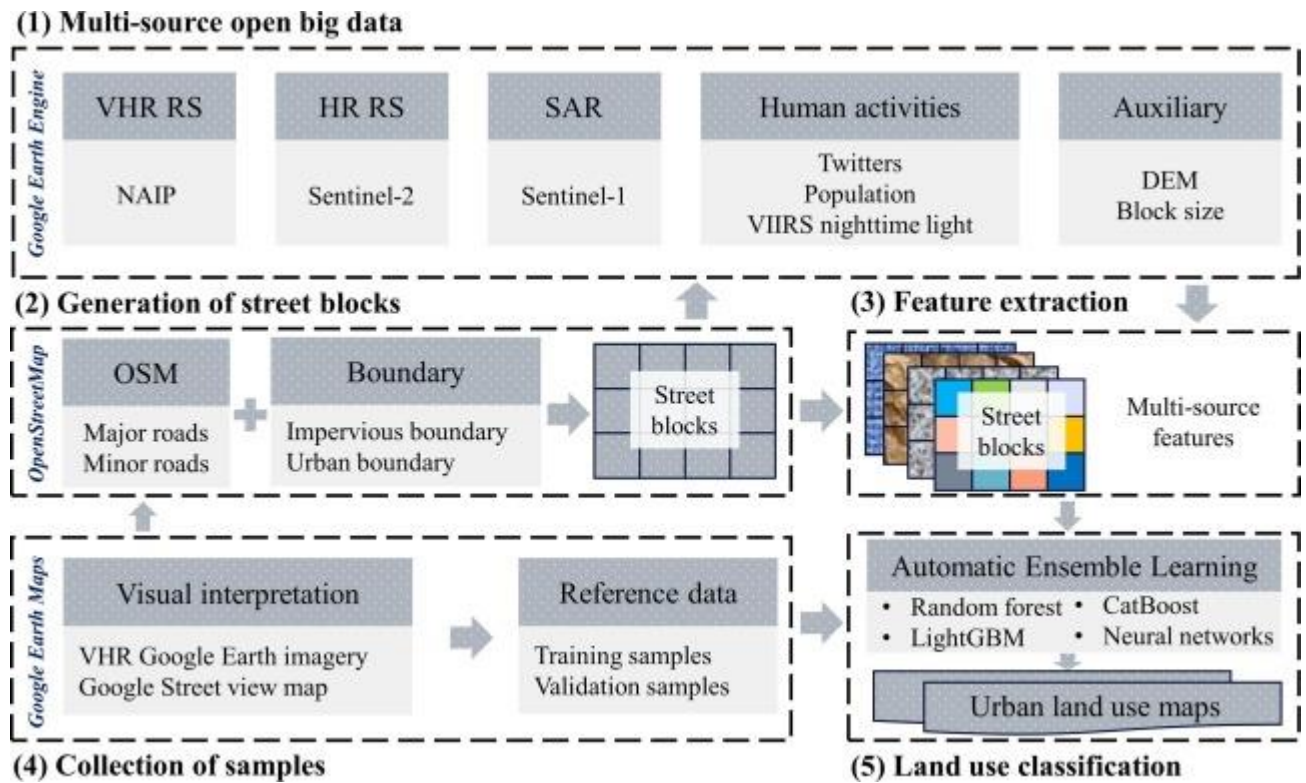 (1) Multi-source open big data
Google Earth Engine
VHR RS
NAIP
HR RS
Sentinel-2
SAR
Sentinel-1
Human activities
Twitters
Population
VIIRS nighttime light
Auxiliary
DEM
Block size
(2) Generation of street blocks
OpenStreetMap
OSM
Major roads
Minor roads
Boundary
Impervious boundary
Urban boundary
Street
blocks
(3) Feature extraction
Street
blocks
Multi-source
features
Google Earth Maps
Visual interpretation
VHR Google Earth imagery
Google Street view map
Reference data
Training samples
Validation samples
(4) Collection of samples
Automatic Ensemble Learning
• Random forest
• LightGBM
• CatBoost
• Neural networks
Urban land use maps
(5) Land use classification